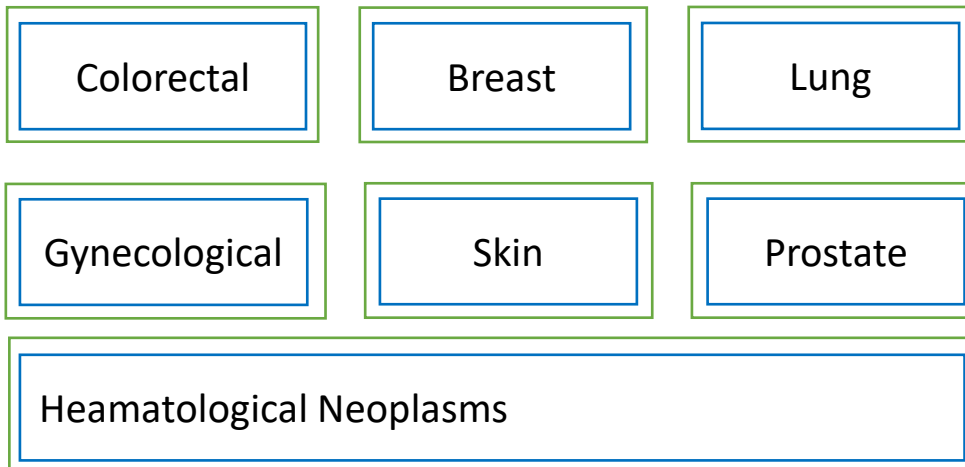 Colorectal
Breast
Lung
Gynecological
Skin
Prostate
Heamatological Neoplasms